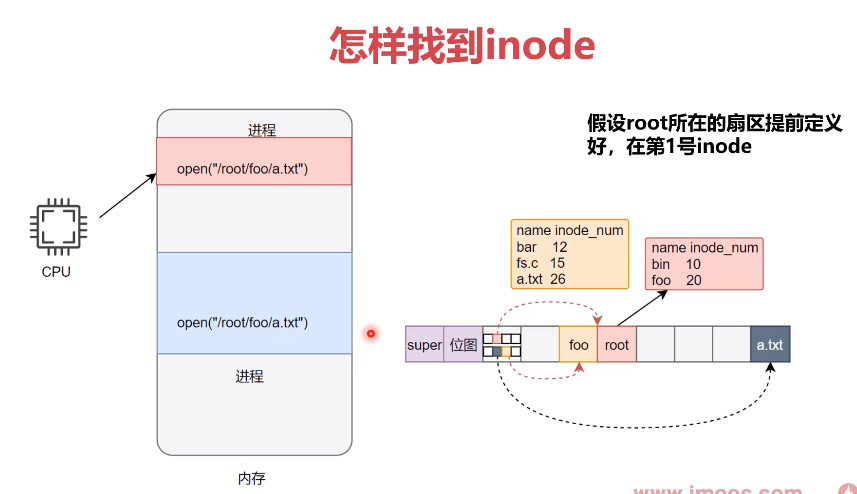 怎样找到inode
假设root所在的扇区提前定义
好，在第1号inode
进程
open("/root/foo/a.txt")
CPU
open("/root/foo/a.txt")
进程
内存
name inode_num
bar 12
fs.c 15
a.txt 26
name inode_num
bin 10
foo 20
super
位图
foo
root
a.txt
www.imooc.com